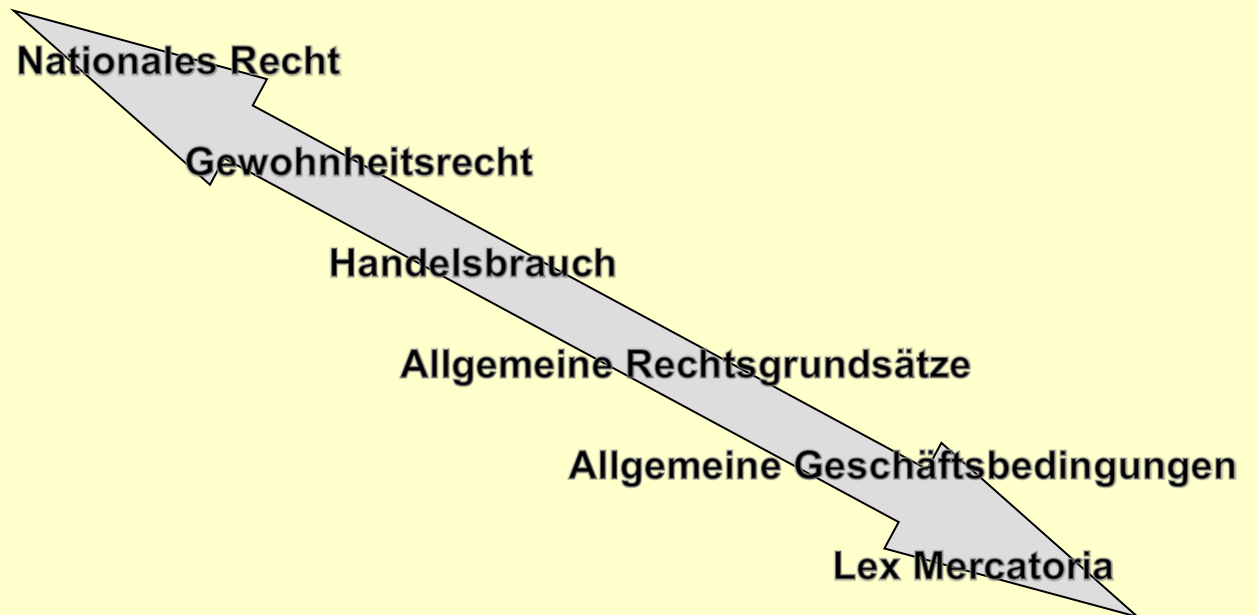 Nationales Recht
Gewohnheitsrecht
Handelsbrauch
Allgemeine Rechtsgrundsätze
Allgemeine Geschäftsbedingungen
Lex Mercatoria